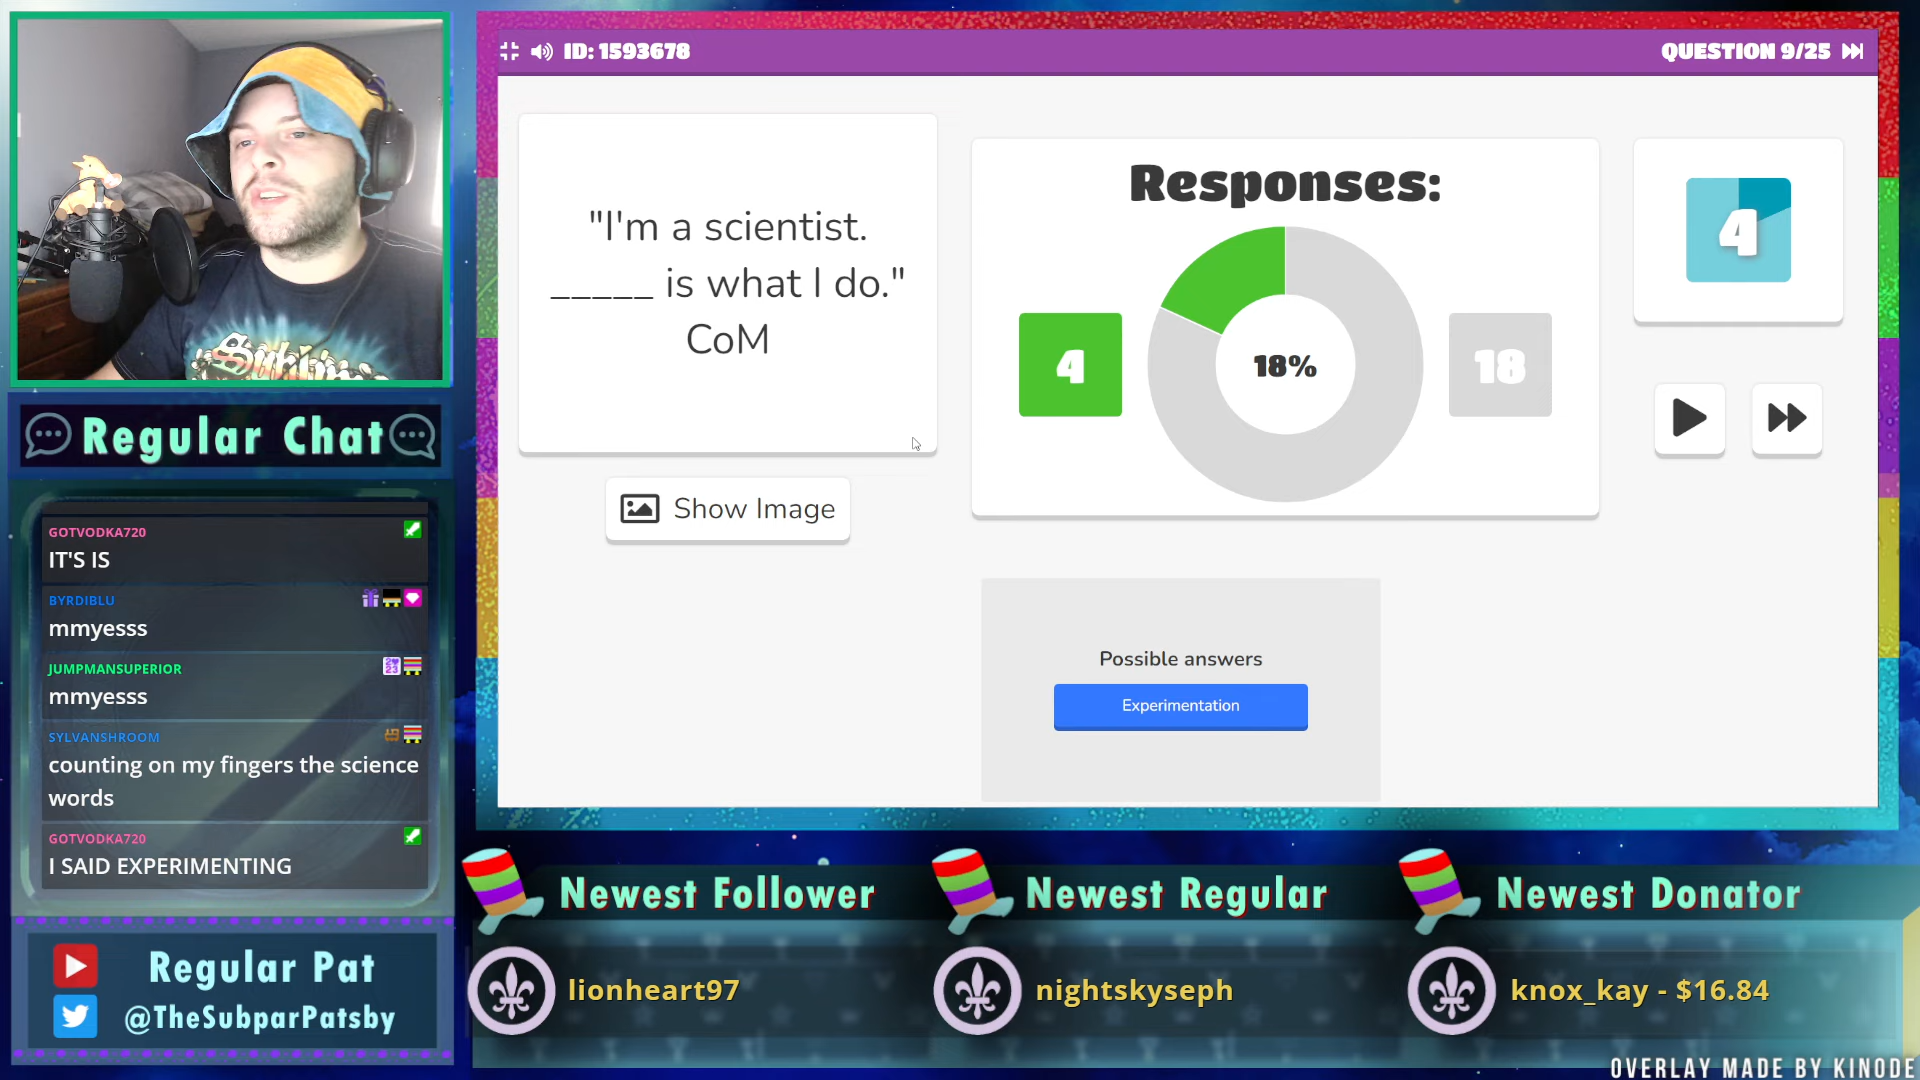 ID: 1593678
QUESTION 9/25
"I'm a scientist.
_____ is what I do."
CoM
Show Image
Responses:
4
18%
18
4
Possible answers
Experimentation
Regular Chat
GOTVODKA720
IT'S IS
BYRDIBLU
mmyesss
JUMPMANSUPERIOR
2 23
mmyesss
SYLVANSHROOM
counting on my fingers the science
words
GOTVODKA720
I SAID EXPERIMENTING
Regular Pat
@TheSubparPatsby
Newest Follower
lionheart97
Newest Regular
nightskyseph
Newest Donator
knox_kay - $16.84
OVERLAY MADE BY KINODE